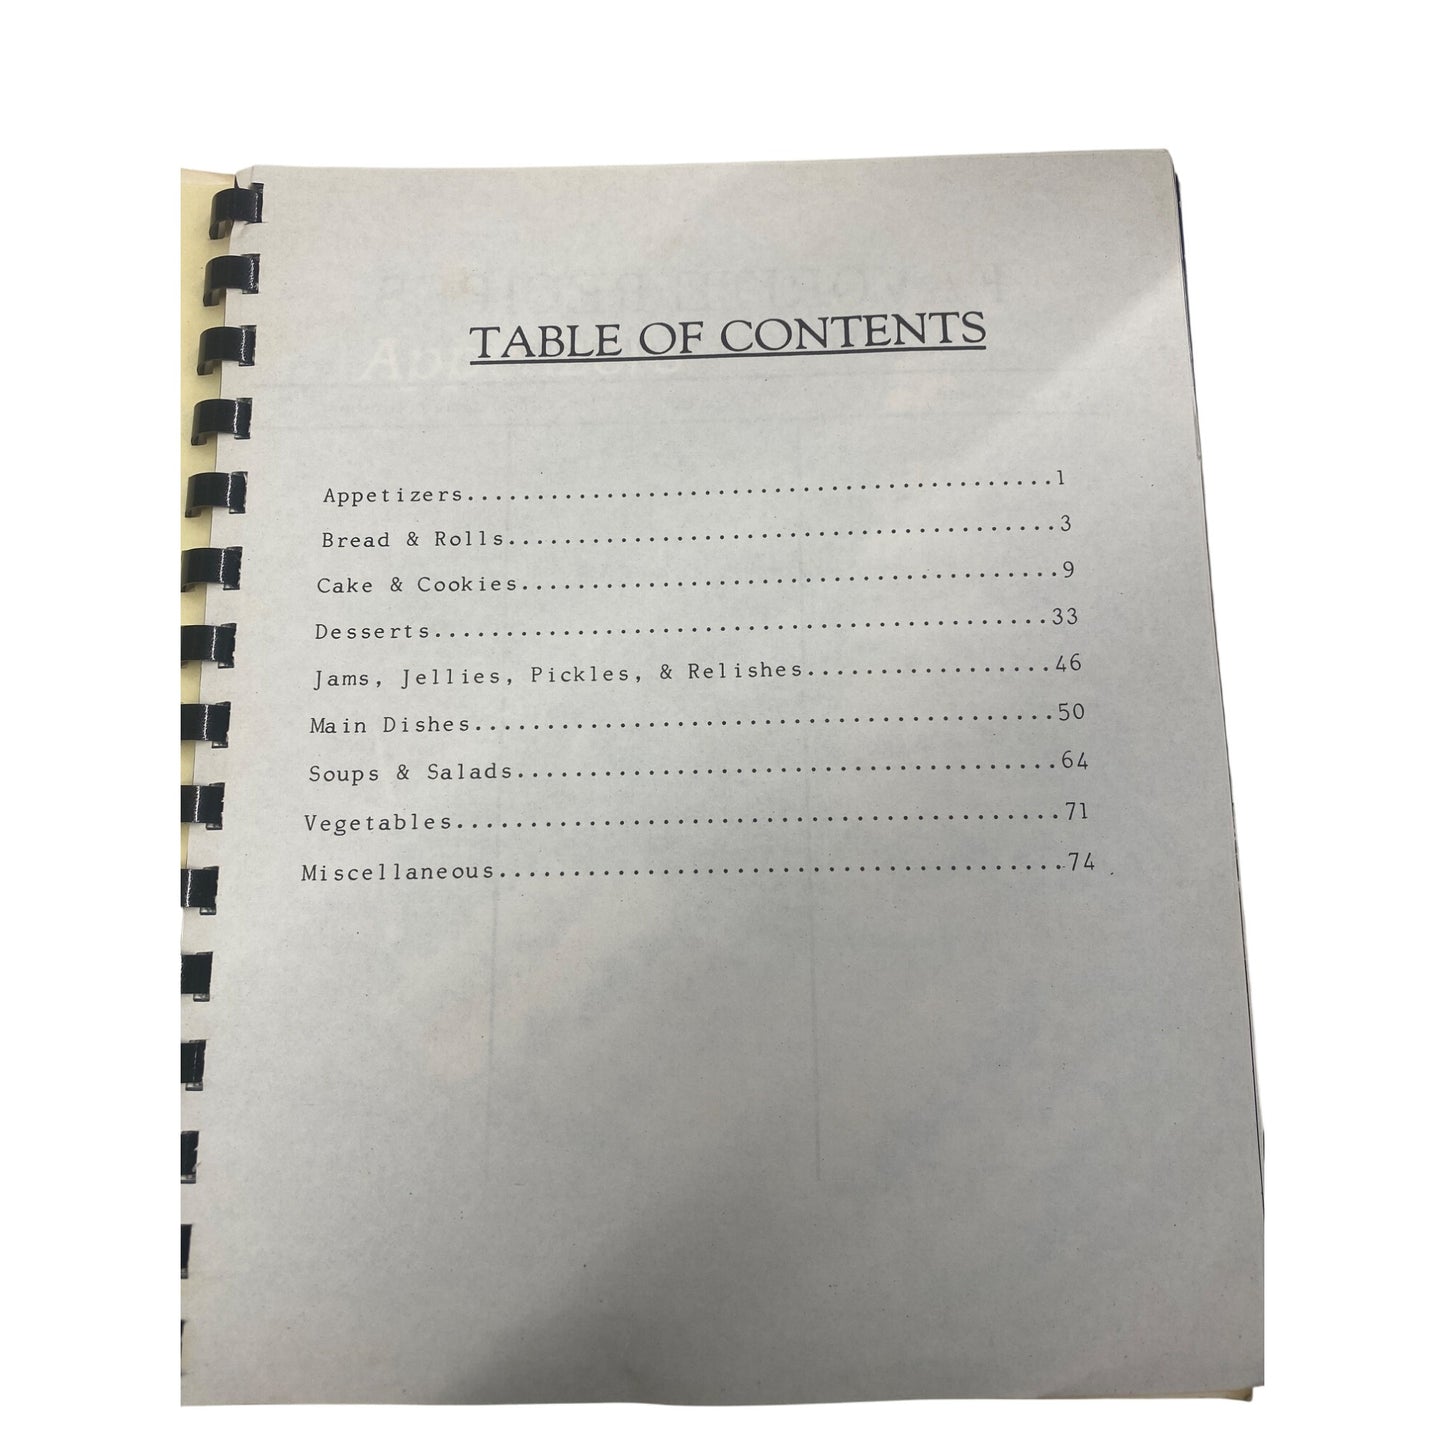 TABLE OF CONTENTS
Appetizers..........................................1
Bread & Rolls.......................................3
Cake & Cookies......................................9
Desserts...........................................33
Jams, Jellies, Pickles, & Relishes.................46
Main Dishes........................................50
Soups & Salads.....................................64
Vegetables.........................................71
Miscellaneous......................................74